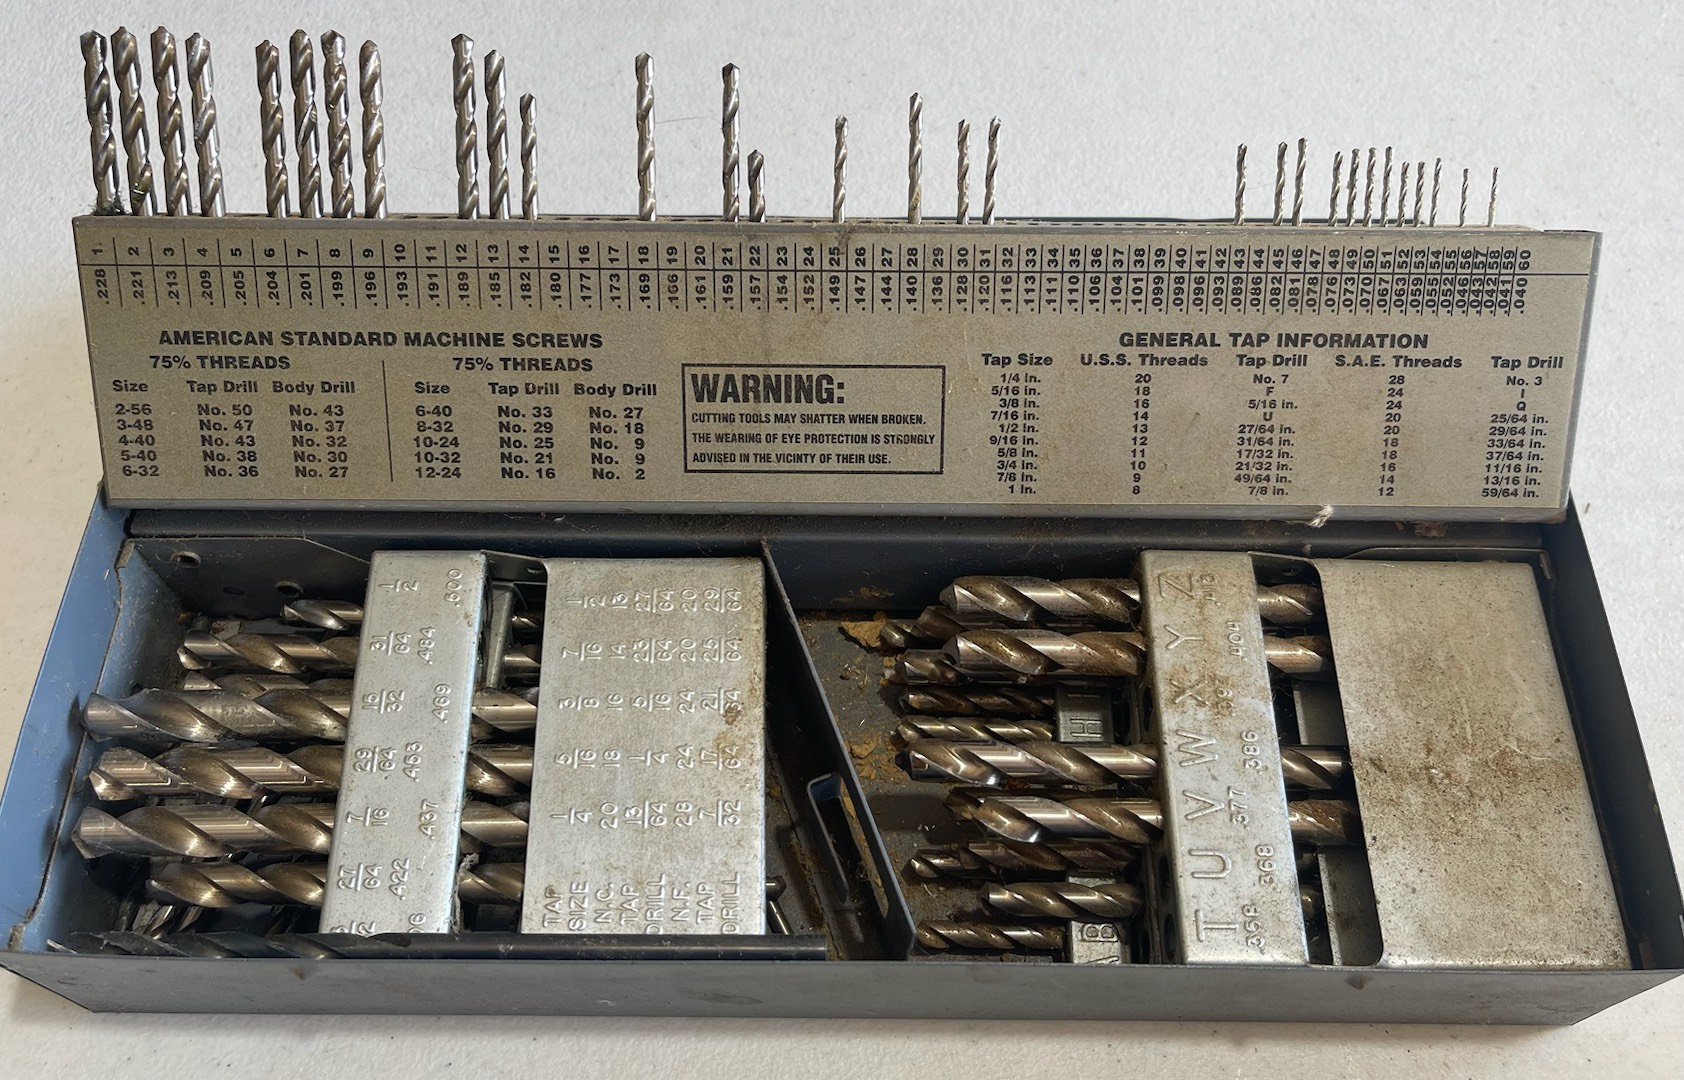 1 2 3 4 5 6 7 8 9 10 11 12 13 14 15 16 17 18 19 20 21 22 23 24 25 26 27 28 29 30 31 32 33 34 35 36 37 38 39 40 41 42 43 44 45 46 47 48 49 50 51 52 53 54 55 56 57 58 59 60
.228 .221 .213 .209 .205 .204 .201 .199 .196 .193 .191 .189 .185 .182 .180 .177 .173 .169 .166 .161 .159 .157 .154 .152 .149 .147 .144 .140 .136 .128 .120 .116 .113 .111 .110 .106 .104 .101 .099 .098 .096 .093 .089 .086 .082 .081 .078 .076 .073 .070 .067 .063 .059 .055 .052 .046 .043 .042 .041 .040
AMERICAN STANDARD MACHINE SCREWS
75% THREADS 75% THREADS
Size Tap Drill Body Drill Size Tap Drill Body Drill
2-56 No. 50 No. 43 6-40 No. 33 No. 27
3-48 No. 47 No. 37 8-32 No. 29 No. 18
4-40 No. 43 No. 32 10-24 No. 25 No. 9
5-40 No. 38 No. 30 10-32 No. 21 No. 9
6-32 No. 36 No. 27 12-24 No. 16 No. 2
WARNING:
CUTTING TOOLS MAY SHATTER WHEN BROKEN.
THE WEARING OF EYE PROTECTION IS STRONGLY
ADVISED IN THE VICINTY OF THEIR USE.
GENERAL TAP INFORMATION
Tap Size U.S.S. Threads Tap Drill S.A.E. Threads Tap Drill
1/4 in. 20 No. 7 28 No. 3
5/16 in. 18 F 24 I
3/8 in. 16 5/16 in. 24 Q
7/16 in. 14 U 20 25/64 in.
1/2 in. 13 27/64 in. 20 29/64 in.
9/16 in. 12 31/64 in. 18 33/64 in.
5/8 in. 11 17/32 in. 18 37/64 in.
3/4 in. 10 21/32 in. 16 11/16 in.
7/8 in. 9 49/64 in. 14 13/16 in.
1 in. 8 7/8 in. 12 59/64 in.
1/2 .500
31/64 .484
15/32 .469
29/64 .453
7/16 .437
27/64 .422
TAP SIZE 1/4 5/16 3/8 7/16 1/2
N.C. 20 18 16 14 13
TAP DRILL 13/64 1/4 5/16 23/64 27/64
N.F. 28 24 24 20 20
TAP DRILL 7/32 17/64 21/64 25/64 29/64
H
A B
T U V W X Y Z
.358 .368 .377 .386 .397 .404 .413